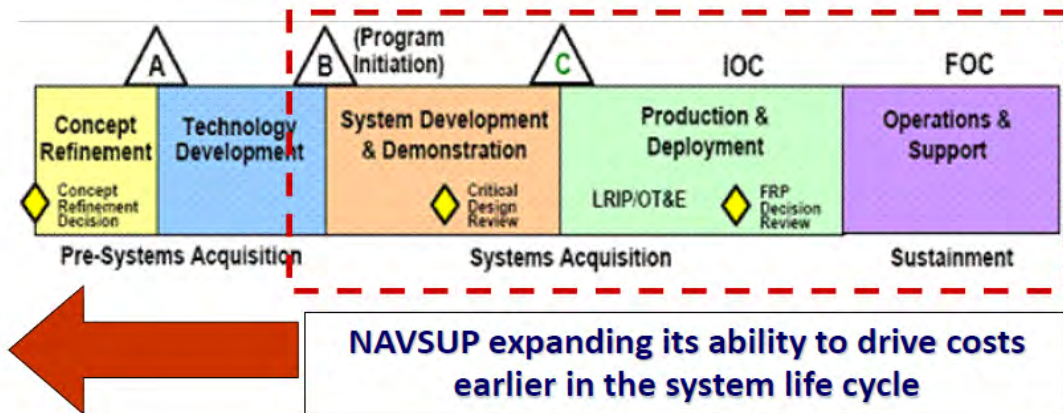 A
B
(Program
Initiation)
C
IOC
FOC
Concept
Refinement
Technology
Development
System Development
& Demonstration
Production &
Deployment
Operations &
Support
Concept
Refinement
Decision
Critical
Design
Review
LRIP/OT&E
FRP
Decision
Review
Pre-Systems Acquisition
Systems Acquisition
Sustainment
NAVSUP expanding its ability to drive costs
earlier in the system life cycle